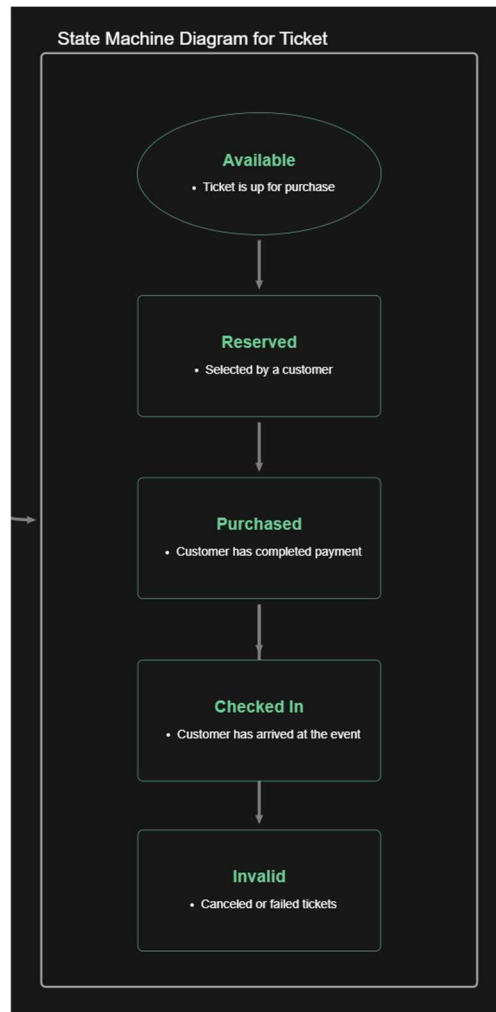 State Machine Diagram for Ticket
Available
• Ticket is up for purchase
Reserved
• Selected by a customer
Purchased
• Customer has completed payment
Checked In
• Customer has arrived at the event
Invalid
• Canceled or failed tickets